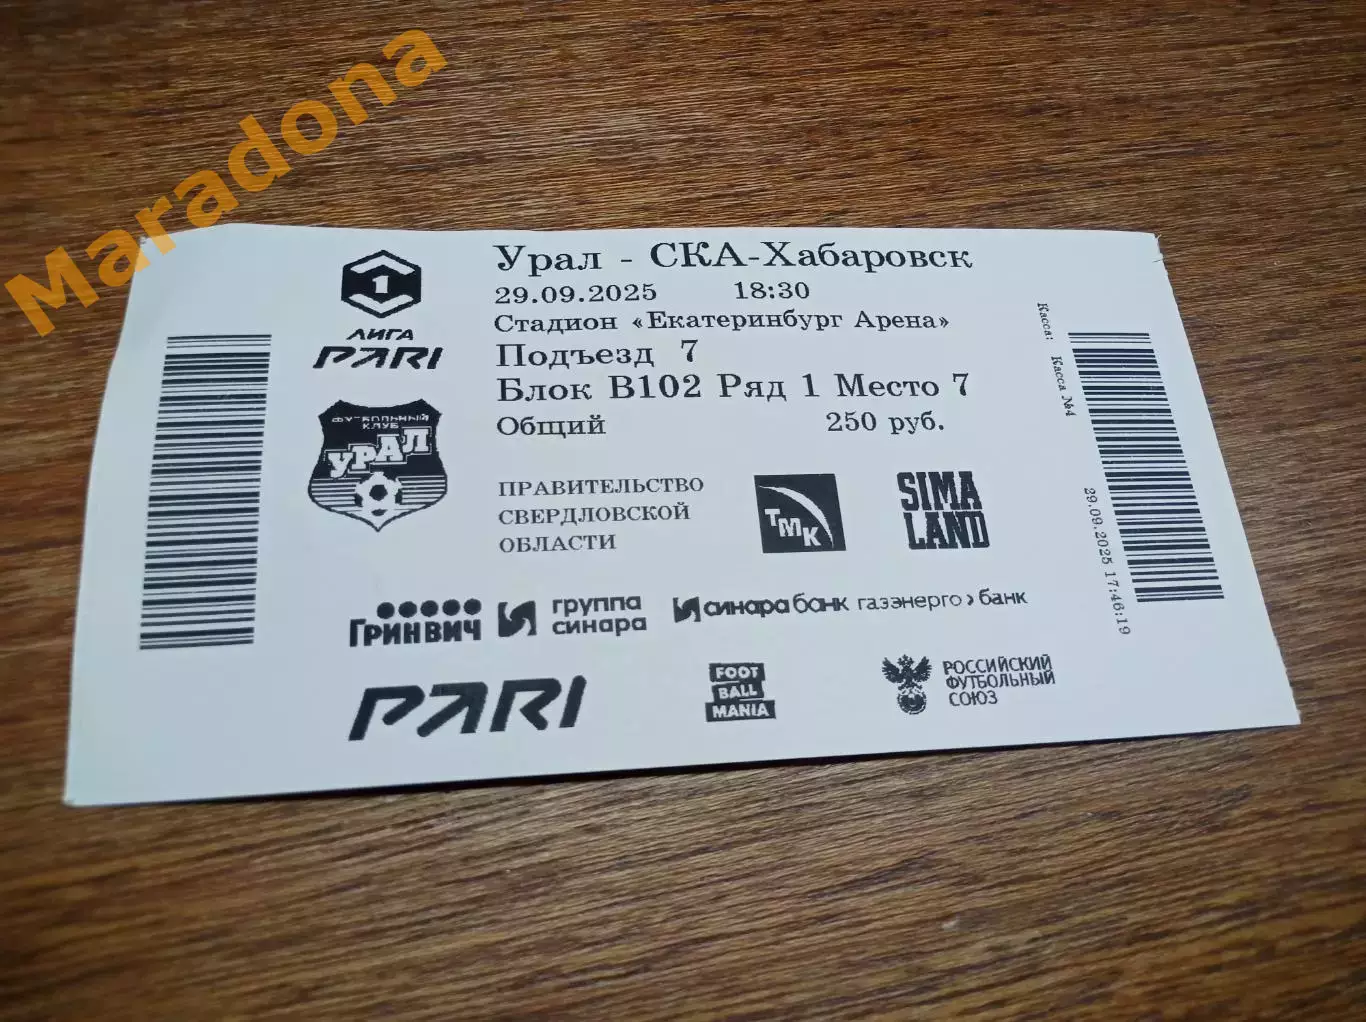 Maradona
1
ЛИГА
PARI
Урал - СКА-Хабаровск
29.09.2025 18:30
Стадион «Екатеринбург Арена»
Подъезд 7
Блок B102 Ряд 1 Место 7
Общий 250 руб.
ФУТБОЛЬНЫЙ
КЛУБ
УРАЛ
ПРАВИТЕЛЬСТВО
СВЕРДЛОВСКОЙ
ОБЛАСТИ
ТМК
SIMA
LAND
ГРИНВИЧ
группа
синара
синара банк
газэнерго банк
PARI
FOOT
BALL
MANIA
РОССИЙСКИЙ
ФУТБОЛЬНЫЙ
СОЮЗ
Касса: Касса №4
29.09.2025 17:46:19